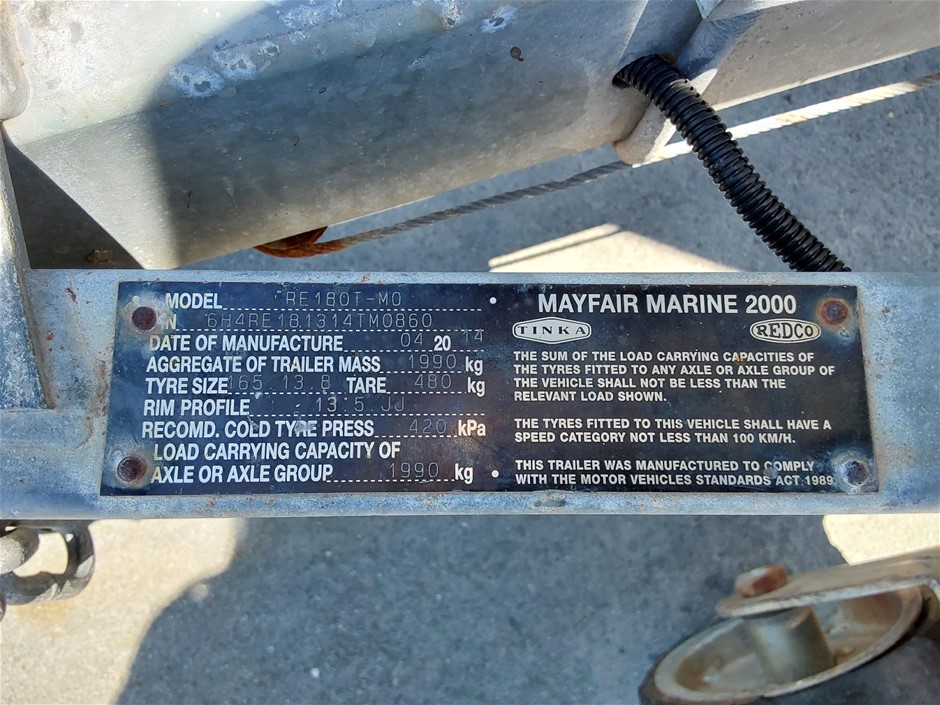 MODEL RE180T-MO
N 6H4RE181314TM0860
DATE OF MANUFACTURE 04 20 14
AGGREGATE OF TRAILER MASS 1990 kg
TYRE SIZE 165 13.8 TARE 480 kg
RIM PROFILE 13.5 JJ
RECOMD. COLD TYRE PRESS 420 kPa
LOAD CARRYING CAPACITY OF
AXLE OR AXLE GROUP 1990 kg
MAYFAIR MARINE 2000
TINKA REDCO
THE SUM OF THE LOAD CARRYING CAPACITIES OF
THE TYRES FITTED TO ANY AXLE OR AXLE GROUP OF
THE VEHICLE SHALL NOT BE LESS THAN THE
RELEVANT LOAD SHOWN.
THE TYRES FITTED TO THIS VEHICLE SHALL HAVE A
SPEED CATEGORY NOT LESS THAN 100 KM/H.
THIS TRAILER WAS MANUFACTURED TO COMPLY
WITH THE MOTOR VEHICLES STANDARDS ACT 1989